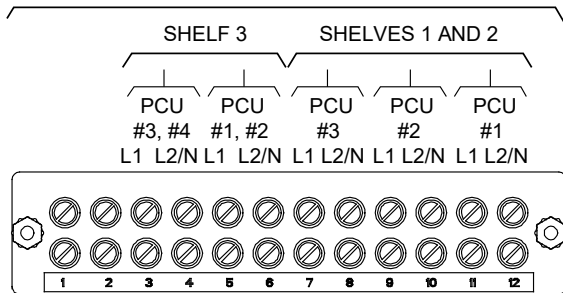 SHELF 3 SHELVES 1 AND 2
PCU PCU PCU PCU PCU
#3, #4 #1, #2 #3 #2 #1
L1 L2/N L1 L2/N L1 L2/N L1 L2/N L1 L2/N
1 2 3 4 5 6 7 8 9 10 11 12